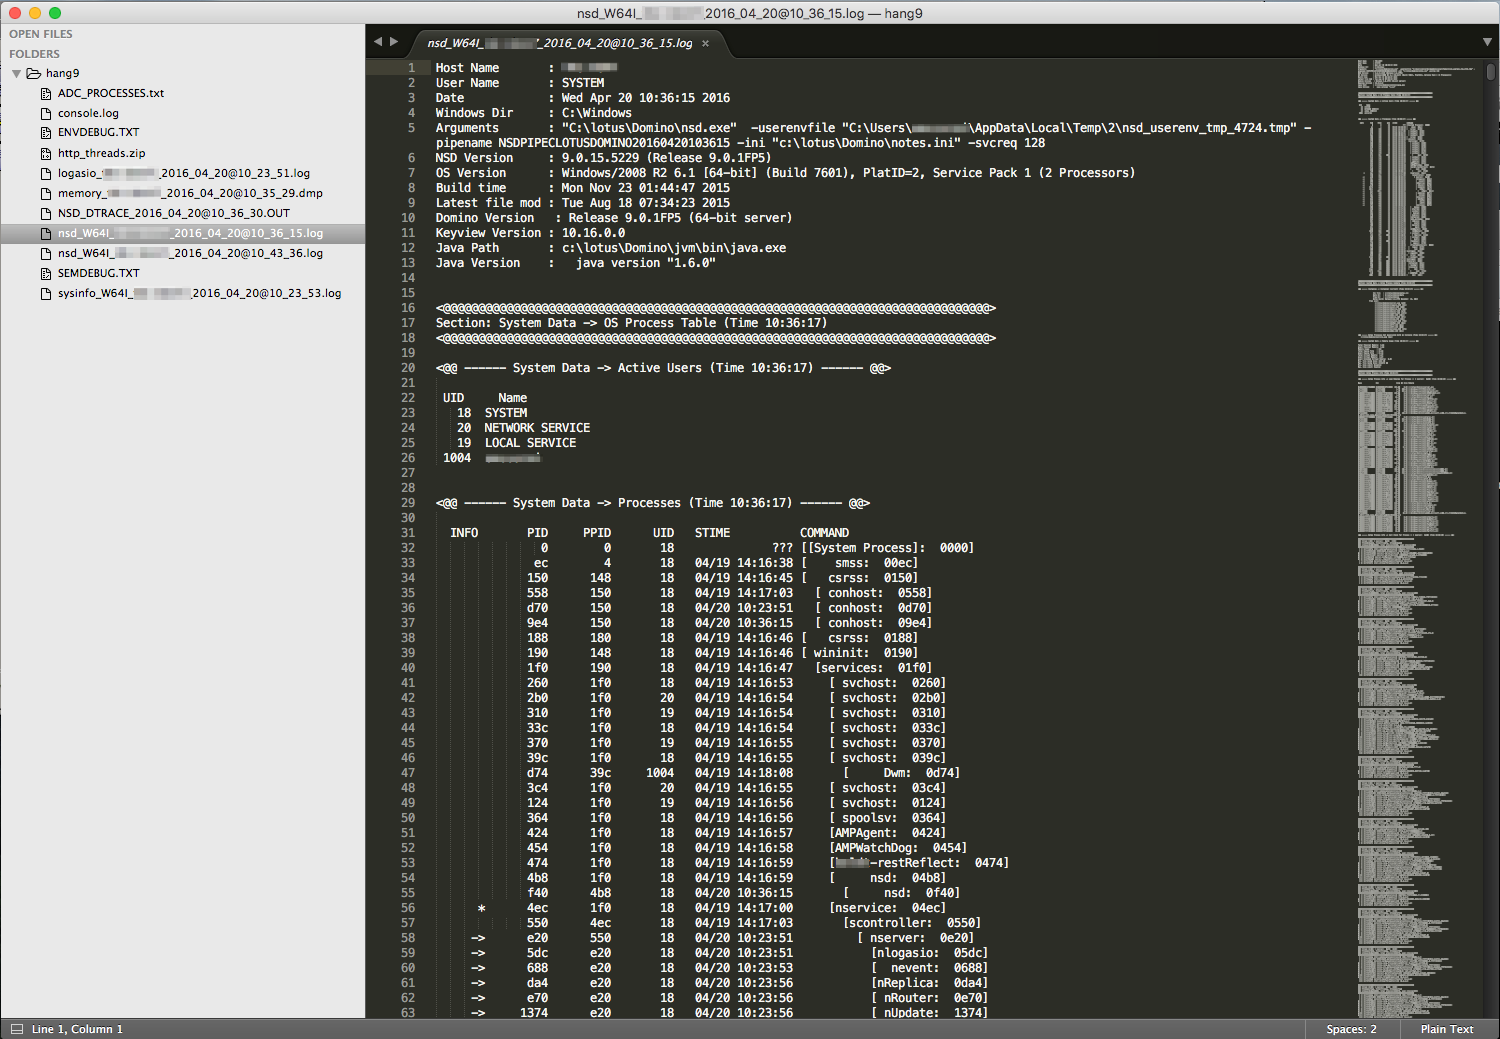 nsd_W64I_ _2016_04_20@10_36_15.log — hang9
OPEN FILES
FOLDERS
hang9
ADC_PROCESSES.txt
console.log
ENVDEBUG.TXT
http_threads.zip
logasio_ _2016_04_20@10_23_51.log
memory_ _2016_04_20@10_35_29.dmp
NSD_DTRACE_2016_04_20@10_36_30.OUT
nsd_W64I_ _2016_04_20@10_36_15.log
nsd_W64I_ _2016_04_20@10_43_36.log
SEMDEBUG.TXT
sysinfo_W64I_ _2016_04_20@10_23_53.log
nsd_W64I_ _2016_04_20@10_36_15.log ×
1 Host Name :
2 User Name : SYSTEM
3 Date : Wed Apr 20 10:36:15 2016
4 Windows Dir : C:\Windows
5 Arguments : "C:\lotus\Domino\nsd.exe" -userenvfile "C:\Users\ \AppData\Local\Temp\2\nsd_userenv_tmp_4724.tmp" -
pipename NSDPIPECLOTUSDOMINO20160420103615 -ini "c:\lotus\Domino\notes.ini" -svcreq 128
6 NSD Version : 9.0.15.5229 (Release 9.0.1FP5)
7 OS Version : Windows/2008 R2 6.1 [64-bit] (Build 7601), PlatID=2, Service Pack 1 (2 Processors)
8 Build time : Mon Nov 23 01:44:47 2015
9 Latest file mod : Tue Aug 18 07:34:23 2015
10 Domino Version : Release 9.0.1FP5 (64-bit server)
11 Keyview Version : 10.16.0.0
12 Java Path : c:\lotus\Domino\jvm\bin\java.exe
13 Java Version : java version "1.6.0"
14
15
16 <@@@@@@@@@@@@@@@@@@@@@@@@@@@@@@@@@@@@@@@@@@@@@@@@@@@@@@@@@@@@@@@@@@@@@@@@@@@@@@>
17 Section: System Data -> OS Process Table (Time 10:36:17)
18 <@@@@@@@@@@@@@@@@@@@@@@@@@@@@@@@@@@@@@@@@@@@@@@@@@@@@@@@@@@@@@@@@@@@@@@@@@@@@@@>
19
20 <@@ ------ System Data -> Active Users (Time 10:36:17) ------ @@>
21
22 UID Name
23 18 SYSTEM
24 20 NETWORK SERVICE
25 19 LOCAL SERVICE
26 1004
27
28
29 <@@ ------ System Data -> Processes (Time 10:36:17) ------ @@>
30
31 INFO PID PPID UID STIME COMMAND
32 0 0 18 ??? [[System Process]: 0000]
33 ec 4 18 04/19 14:16:38 [ smss: 00ec]
34 150 148 18 04/19 14:16:45 [ csrss: 0150]
35 558 150 18 04/19 14:17:03 [ conhost: 0558]
36 d70 150 18 04/20 10:23:51 [ conhost: 0d70]
37 9e4 150 18 04/20 10:36:15 [ conhost: 09e4]
38 188 180 18 04/19 14:16:46 [ csrss: 0188]
39 190 148 18 04/19 14:16:46 [ wininit: 0190]
40 1f0 190 18 04/19 14:16:47 [services: 01f0]
41 260 1f0 18 04/19 14:16:53 [ svchost: 0260]
42 2b0 1f0 20 04/19 14:16:54 [ svchost: 02b0]
43 310 1f0 19 04/19 14:16:54 [ svchost: 0310]
44 33c 1f0 18 04/19 14:16:54 [ svchost: 033c]
45 370 1f0 19 04/19 14:16:55 [ svchost: 0370]
46 39c 1f0 18 04/19 14:16:55 [ svchost: 039c]
47 d74 39c 1004 04/19 14:18:08 [ Dwm: 0d74]
48 3c4 1f0 20 04/19 14:16:55 [ svchost: 03c4]
49 124 1f0 19 04/19 14:16:56 [ svchost: 0124]
50 364 1f0 18 04/19 14:16:56 [ spoolsv: 0364]
51 424 1f0 18 04/19 14:16:57 [AMPAgent: 0424]
52 454 1f0 18 04/19 14:16:58 [AMPWatchDog: 0454]
53 474 1f0 18 04/19 14:16:59 [ -restReflect: 0474]
54 4b8 1f0 18 04/19 14:16:59 [ nsd: 04b8]
55 f40 4b8 18 04/20 10:36:15 [ nsd: 0f40]
56 * 4ec 1f0 18 04/19 14:17:00 [nservice: 04ec]
57 550 4ec 18 04/19 14:17:03 [scontroller: 0550]
58 -> e20 550 18 04/20 10:23:51 [ nserver: 0e20]
59 -> 5dc e20 18 04/20 10:23:51 [nlogasio: 05dc]
60 -> 688 e20 18 04/20 10:23:53 [ nevent: 0688]
61 -> da4 e20 18 04/20 10:23:56 [nReplica: 0da4]
62 -> e70 e20 18 04/20 10:23:56 [ nRouter: 0e70]
63 -> 1374 e20 18 04/20 10:23:56 [ nUpdate: 1374]
Line 1, Column 1
Spaces: 2
Plain Text